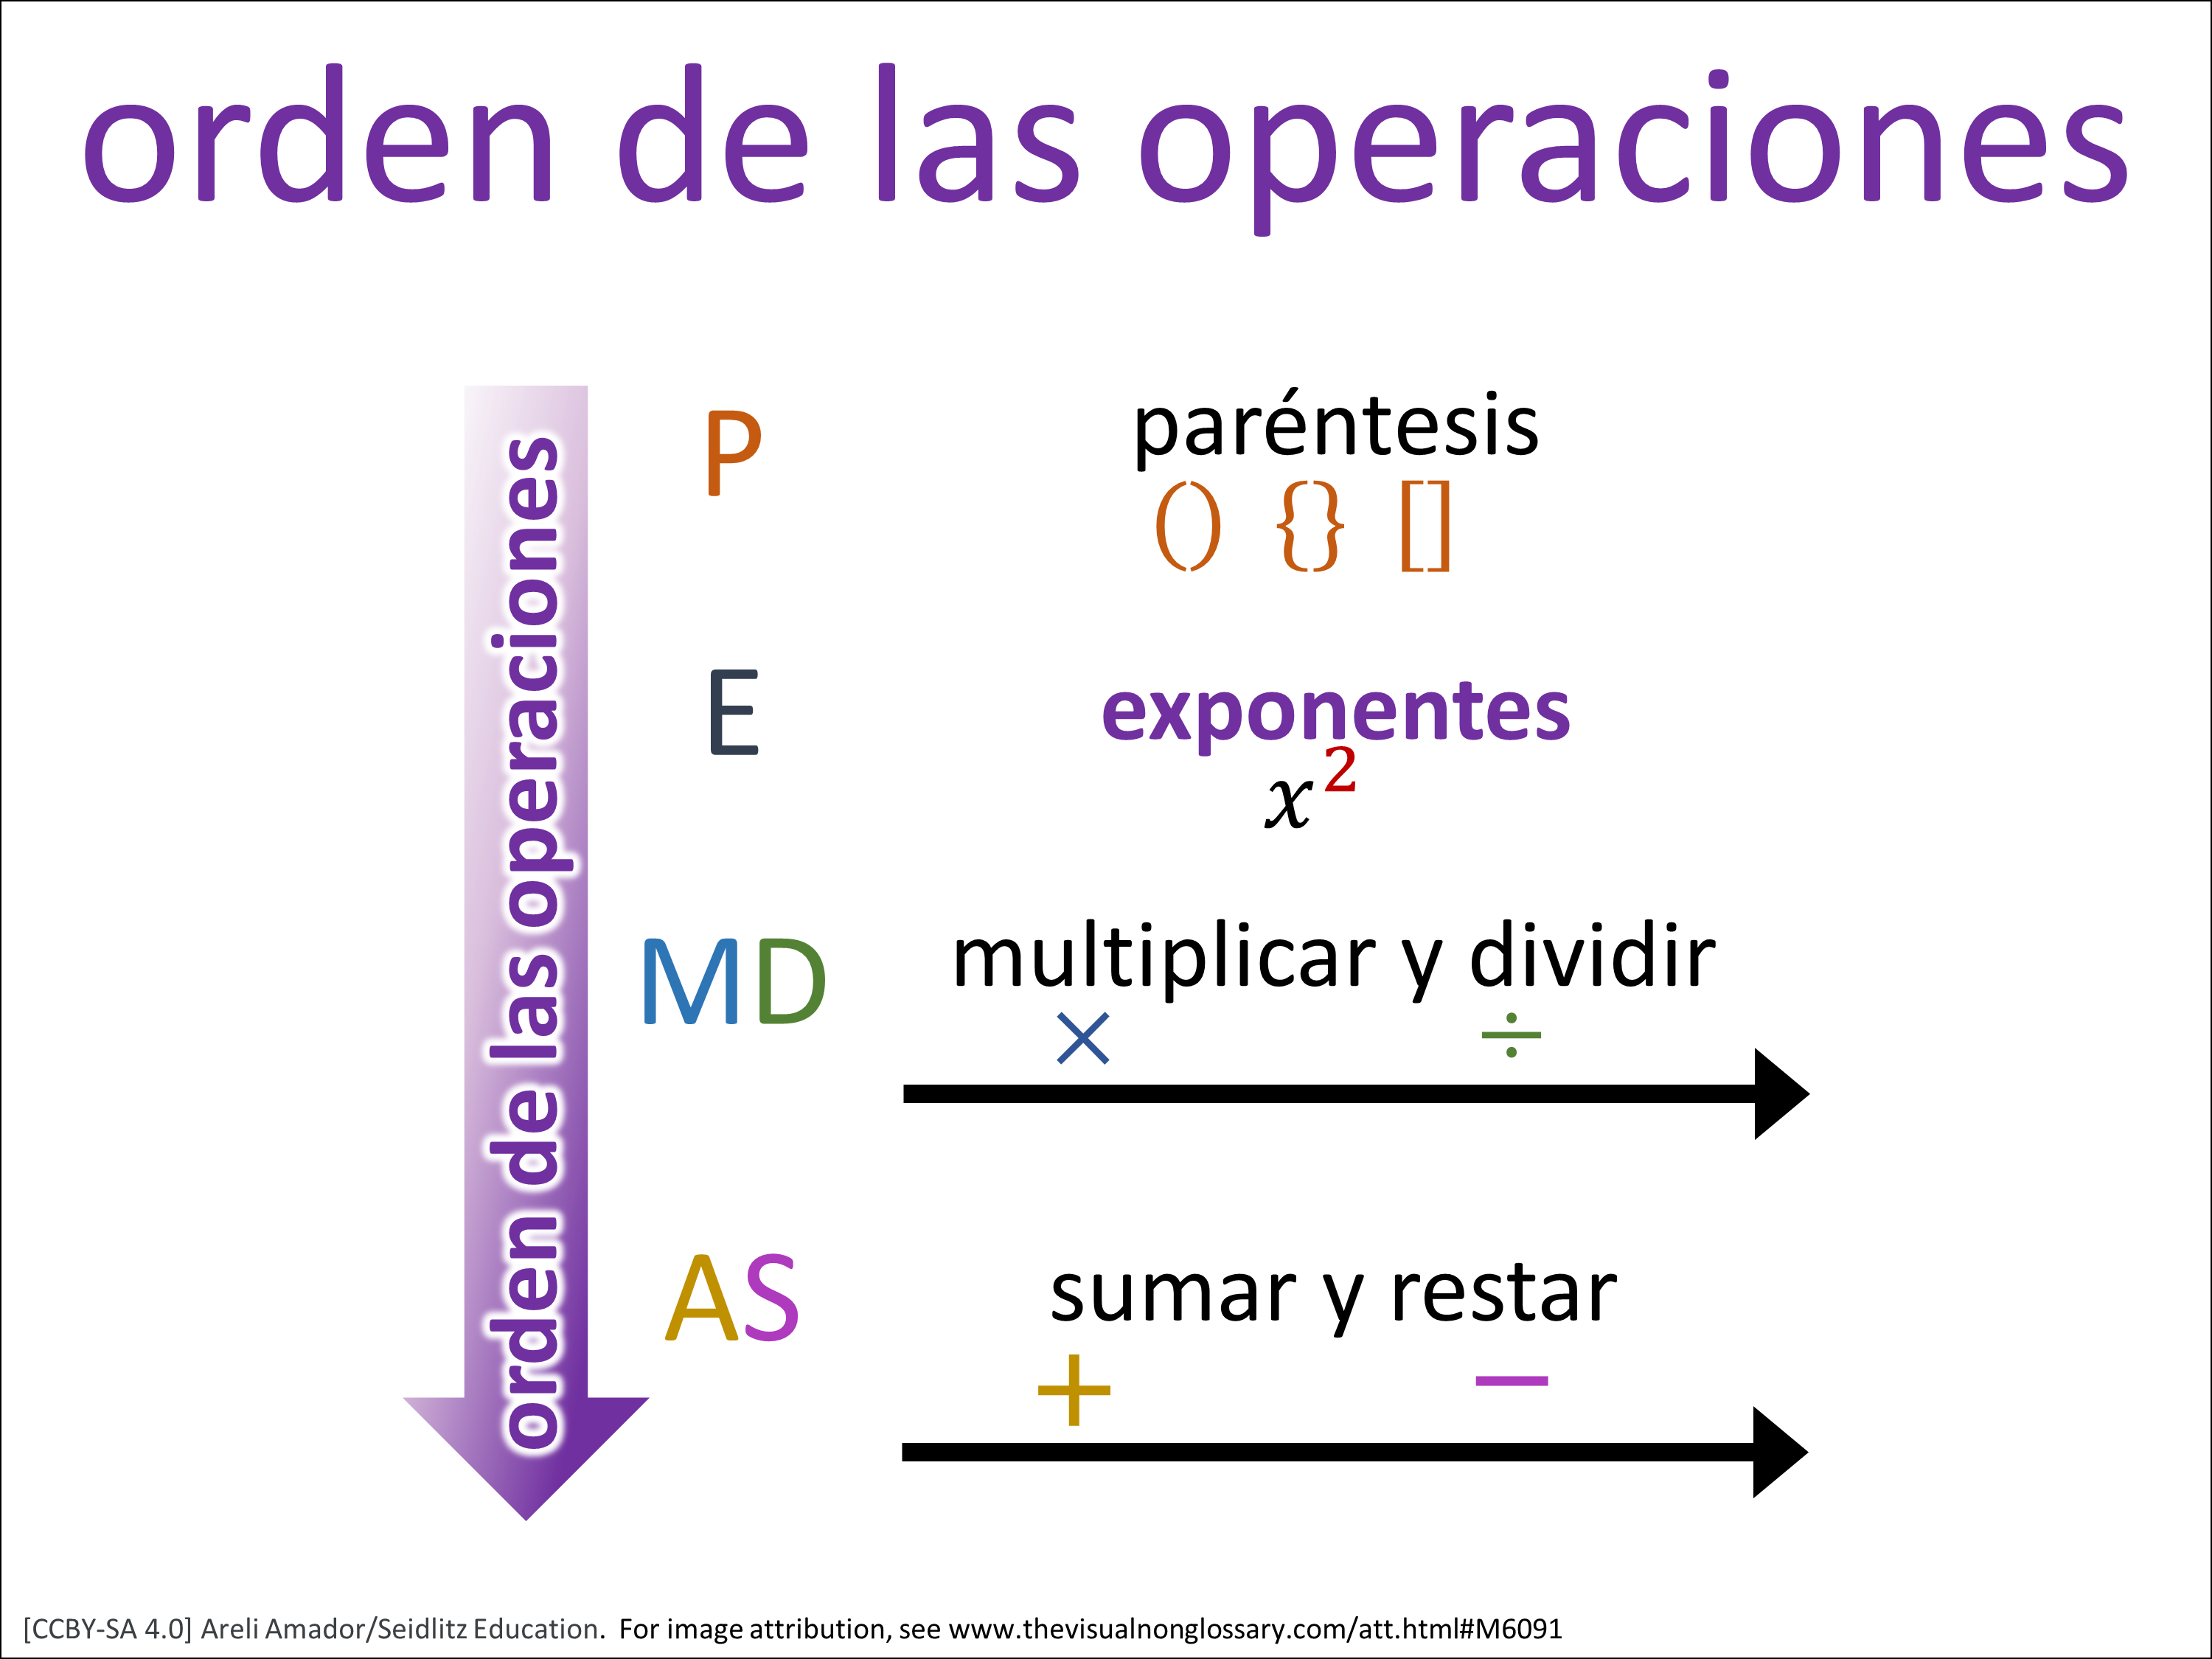 orden de las operaciones
orden de las operaciones
P
paréntesis
() {} []
E
exponentes
x²
MD
multiplicar y dividir
× ÷
AS
sumar y restar
+ −
[CCBY-SA 4.0] Areli Amador/Seidlitz Education. For image attribution, see www.thevisualnonglossary.com/att.html#M6091